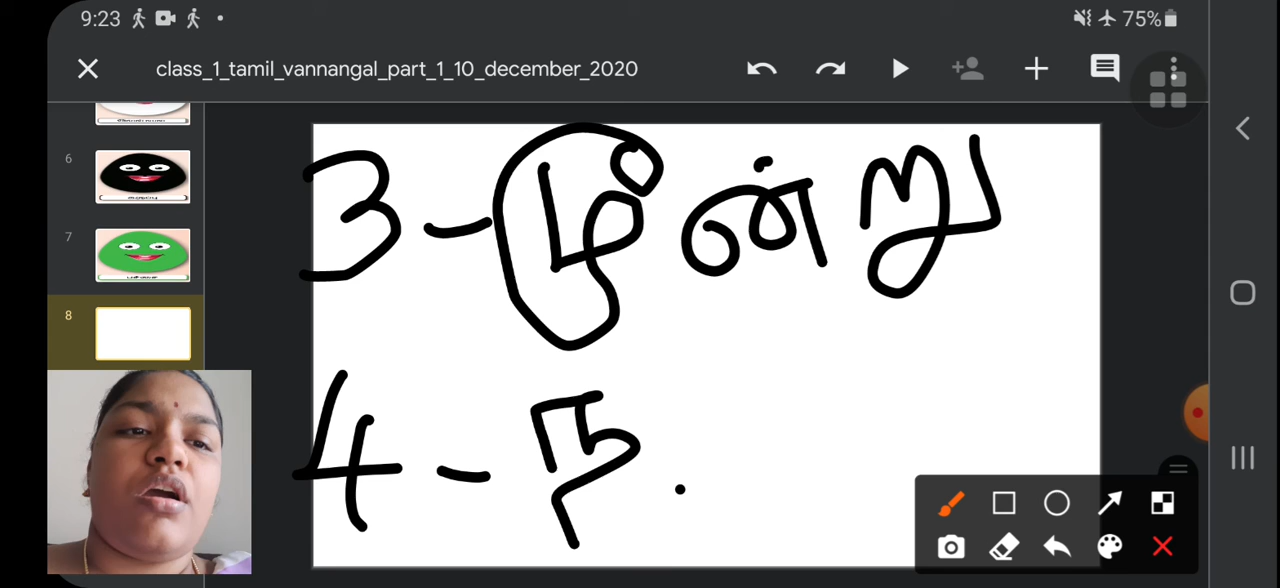 9:23
75%
class_1_tamil_vannangal_part_1_10_december_2020
6
7
8
3 - மூன்று
4 - ந